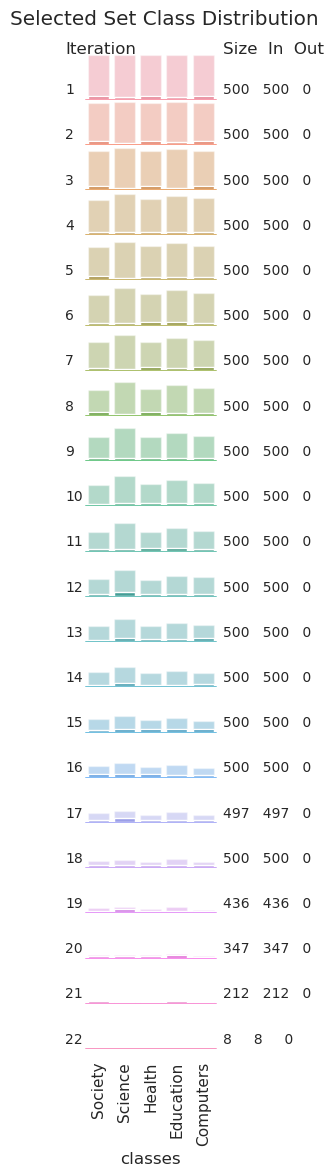 Selected Set Class Distribution
Iteration Size In Out
1 500 500 0
2 500 500 0
3 500 500 0
4 500 500 0
5 500 500 0
6 500 500 0
7 500 500 0
8 500 500 0
9 500 500 0
10 500 500 0
11 500 500 0
12 500 500 0
13 500 500 0
14 500 500 0
15 500 500 0
16 500 500 0
17 497 497 0
18 500 500 0
19 436 436 0
20 347 347 0
21 212 212 0
22 8 8 0
Society
Science
Health
Education
Computers
classes